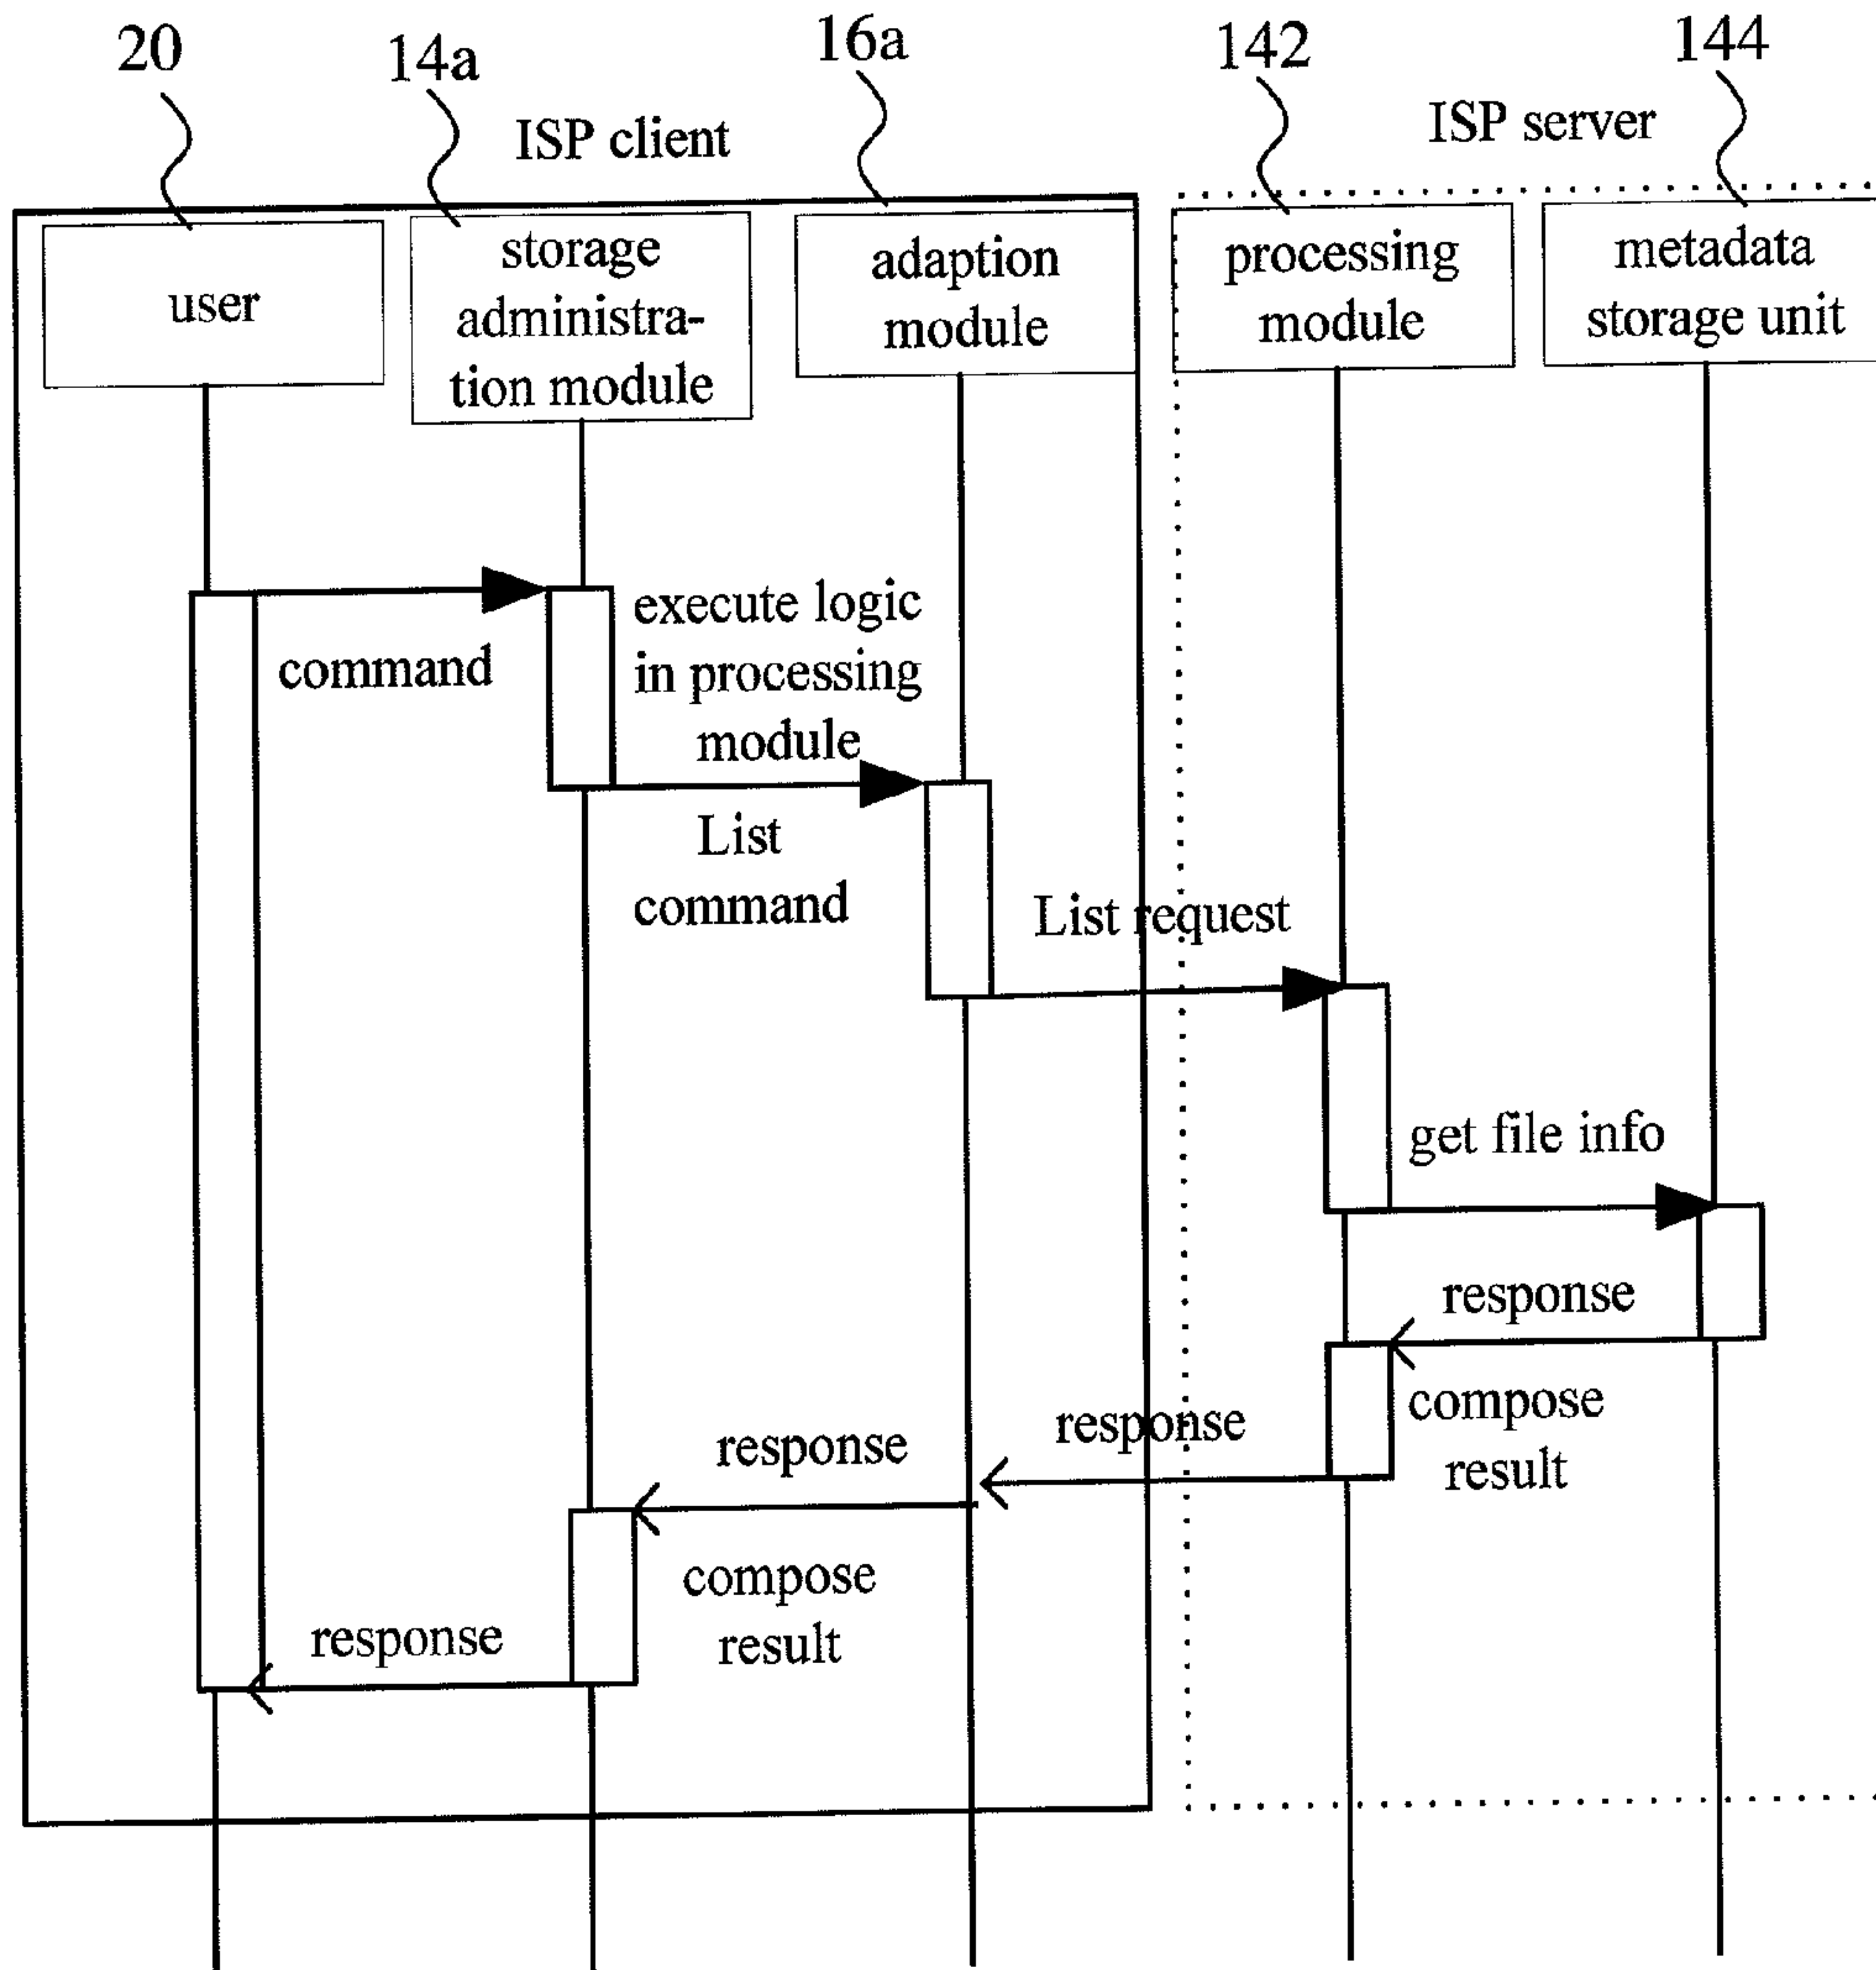 20
14a
16a
142
144
ISP client
ISP server
user
storage
administra-
tion module
adaption
module
processing
module
metadata
storage unit
command
execute logic
in processing
module
List
command
List request
get file info
response
compose
result
response
response
compose
result
response